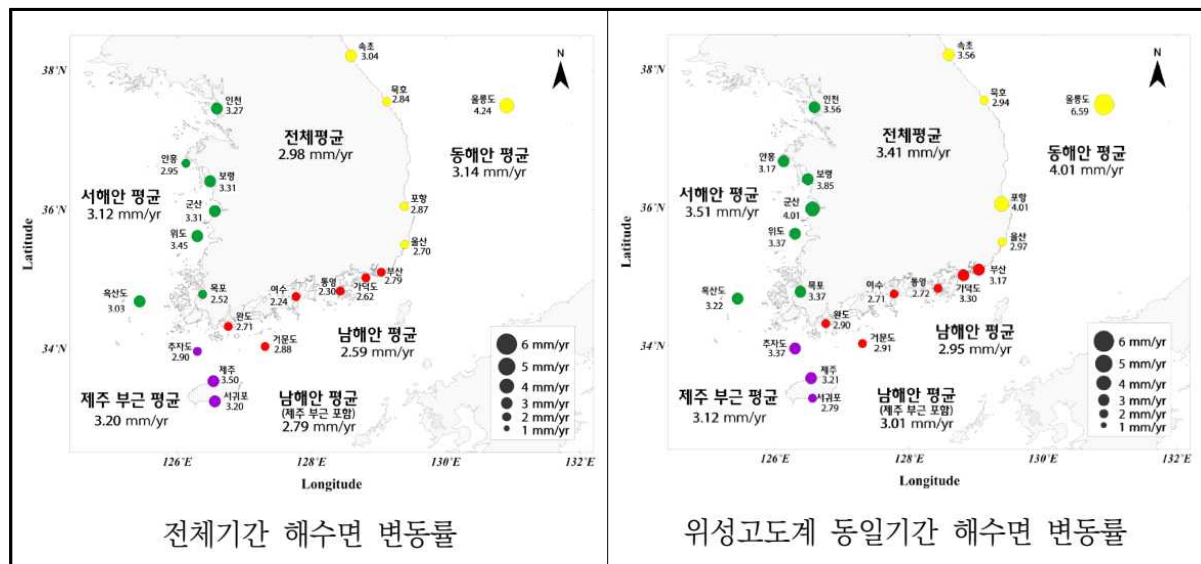 속초
3.04
N
38°N
묵호
2.84
울릉도
4.24
인천
3.27
전체평균
2.98 mm/yr
동해안 평균
3.14 mm/yr
안흥
2.95
보령
3.31
서해안 평균
3.12 mm/yr
군산
3.31
포항
2.87
36°N
위도
3.45
울산
2.70
Latitude
부산
2.79
목포
2.52
여수
2.24
통영
2.30
가덕도
2.62
흑산도
3.03
완도
2.71
거문도
2.88
남해안 평균
2.59 mm/yr
34°N
추자도
2.90
제주
3.50
서귀포
3.20
제주 부근 평균
3.20 mm/yr
남해안 평균
(제주 부근 포함)
2.79 mm/yr
6 mm/yr
5 mm/yr
4 mm/yr
3 mm/yr
2 mm/yr
1 mm/yr
126°E
128°E
130°E
132°E
Longitude
전체기간 해수면 변동률
속초
3.56
N
38°N
묵호
2.94
울릉도
6.59
인천
3.56
전체평균
3.41 mm/yr
동해안 평균
4.01 mm/yr
안흥
3.17
보령
3.85
서해안 평균
3.51 mm/yr
군산
4.01
포항
4.01
36°N
위도
3.37
울산
2.97
Latitude
부산
3.17
목포
3.37
여수
2.71
통영
2.72
가덕도
3.30
흑산도
3.22
완도
2.90
거문도
2.91
남해안 평균
2.95 mm/yr
34°N
추자도
3.37
제주
3.21
서귀포
2.79
제주 부근 평균
3.12 mm/yr
남해안 평균
(제주 부근 포함)
3.01 mm/yr
6 mm/yr
5 mm/yr
4 mm/yr
3 mm/yr
2 mm/yr
1 mm/yr
126°E
128°E
130°E
132°E
Longitude
위성고도계 동일기간 해수면 변동률